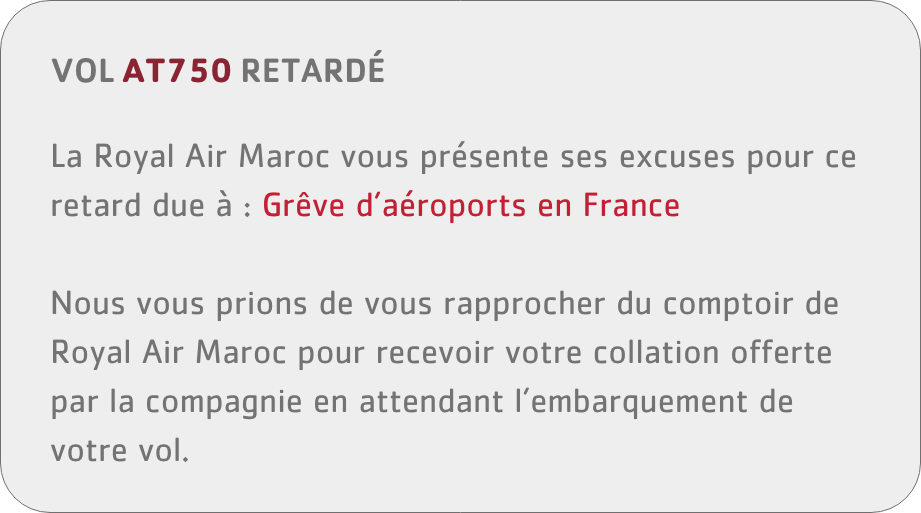 VOL AT750 RETARDÉ
La Royal Air Maroc vous présente ses excuses pour ce
retard due à : Grêve d’aéroports en France
Nous vous prions de vous rapprocher du comptoir de
Royal Air Maroc pour recevoir votre collation offerte
par la compagnie en attendant l’embarquement de
votre vol.